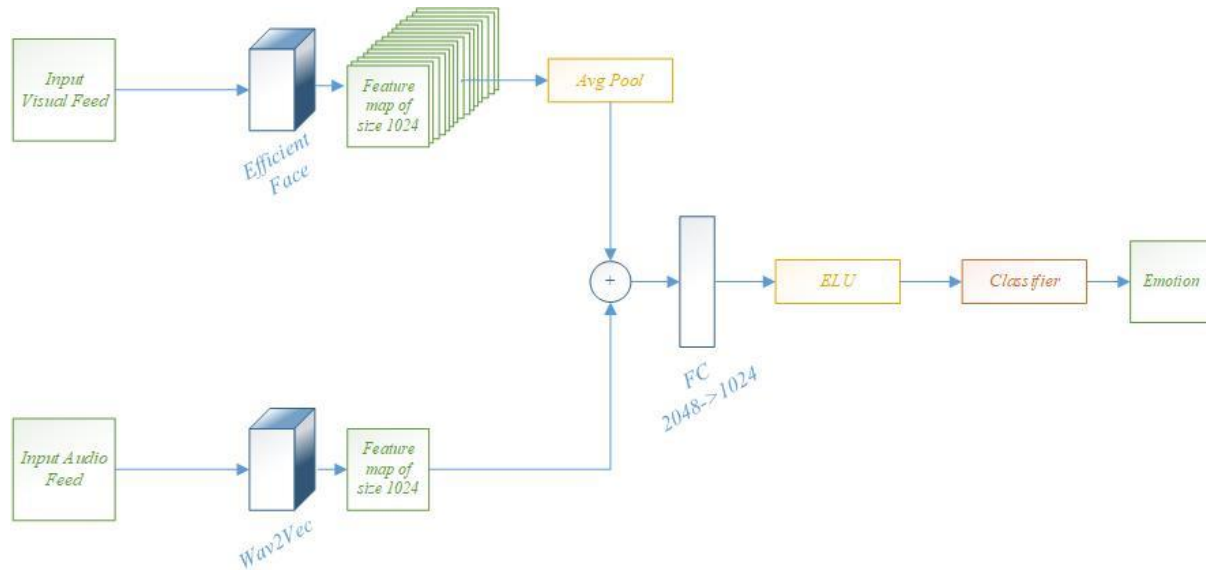 Input
Visual Feed
Efficient
Face
Feature
map of
size 1024
Avg Pool
+
FC
2048->1024
ELU
Classifier
Emotion
Input Audio
Feed
Wav2Vec
Feature
map of
size 1024